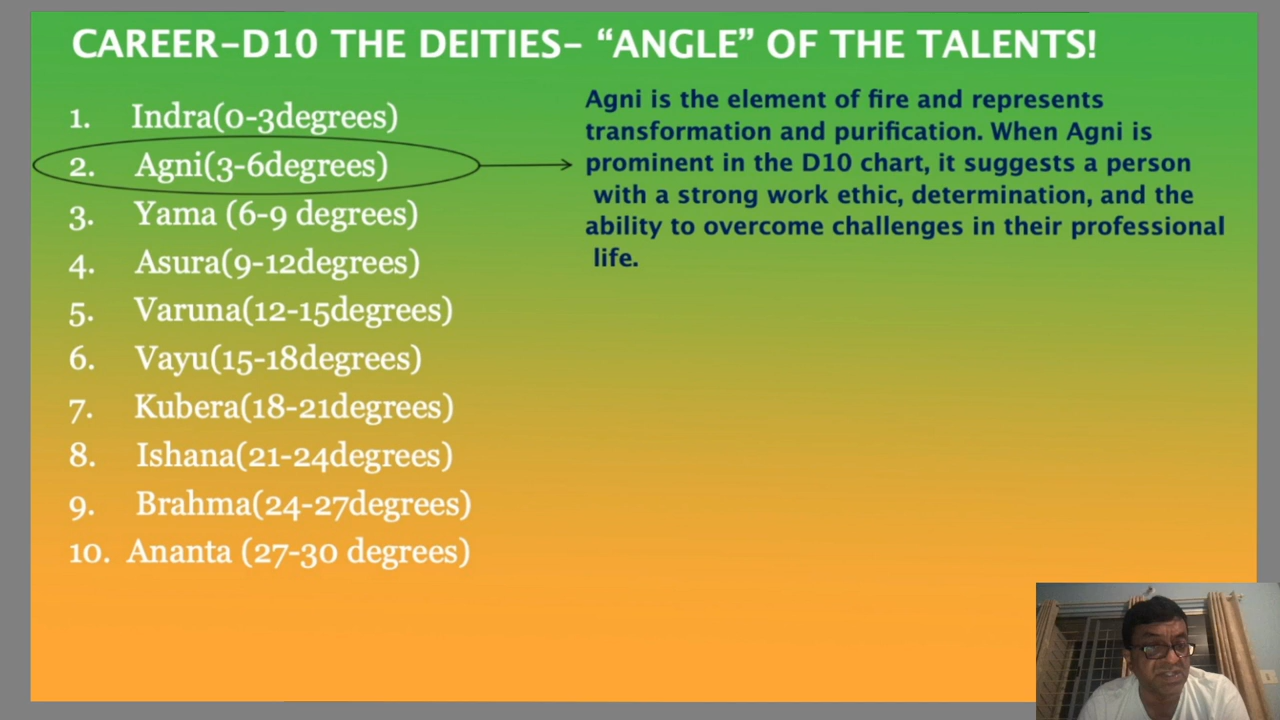 CAREER–D10 THE DEITIES– “ANGLE” OF THE TALENTS!
1. Indra(0-3degrees)
2. Agni(3-6degrees)
3. Yama (6-9 degrees)
4. Asura(9-12degrees)
5. Varuna(12-15degrees)
6. Vayu(15-18degrees)
7. Kubera(18-21degrees)
8. Ishana(21-24degrees)
9. Brahma(24-27degrees)
10. Ananta (27-30 degrees)
Agni is the element of fire and represents
transformation and purification. When Agni is
prominent in the D10 chart, it suggests a person
with a strong work ethic, determination, and the
ability to overcome challenges in their professional
life.